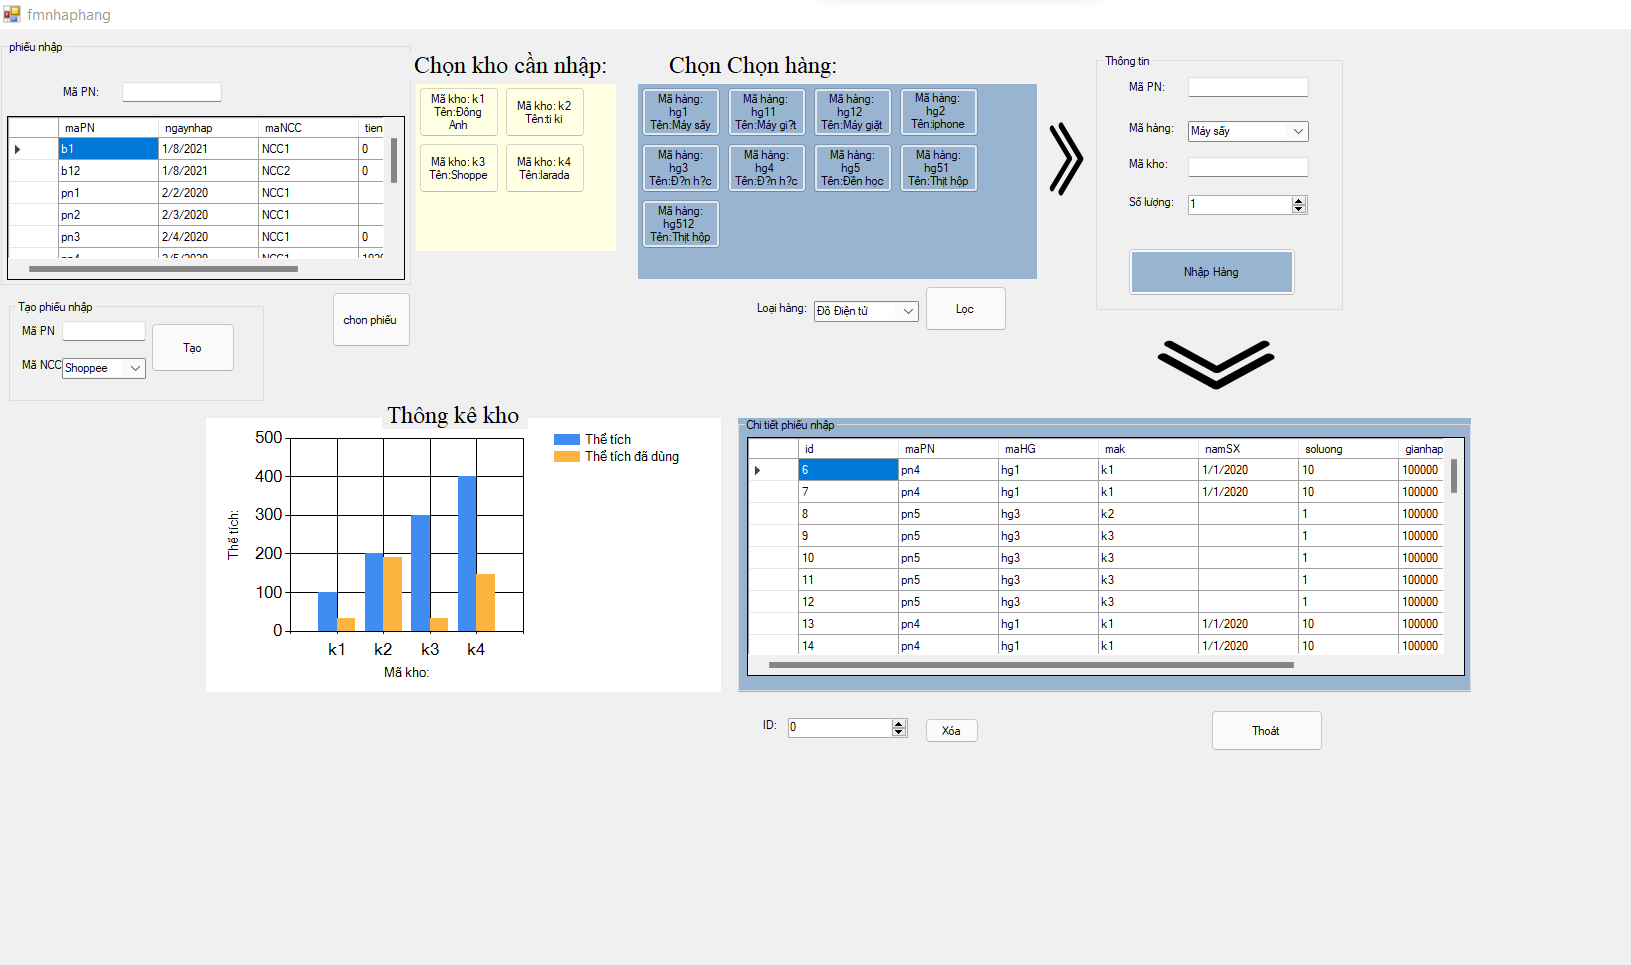 fmnhaphang
phiếu nhập
Mã PN:
maPN ngaynhap maNCC tien
b1 1/8/2021 NCC1 0
b12 1/8/2021 NCC2 0
pn1 2/2/2020 NCC1
pn2 2/3/2020 NCC1
pn3 2/4/2020 NCC1 0
Tạo phiếu nhập
Mã PN
Mã NCC Shoppee
Tạo
chon phiếu
Chọn kho cần nhập:
Mã kho: k1
Tên:Đông
Anh
Mã kho: k2
Tên:ti ki
Mã kho: k3
Tên:Shoppe
Mã kho: k4
Tên:larada
Chọn Chọn hàng:
Mã hàng:
hg1
Tên:Máy sấy
Mã hàng:
hg11
Tên:Máy gi?t
Mã hàng:
hg12
Tên:Máy giặt
Mã hàng:
hg2
Tên:iphone
Mã hàng:
hg3
Tên:Đ?n h?c
Mã hàng:
hg4
Tên:Đ?n h?c
Mã hàng:
hg5
Tên:Đèn học
Mã hàng:
hg51
Tên:Thịt hộp
Mã hàng:
hg512
Tên:Thịt hộp
Loại hàng: Đồ Điện tử
Lọc
Thông tin
Mã PN:
Mã hàng: Máy sấy
Mã kho:
Số lượng: 1
Nhập Hàng
Thông kê kho
Thể tích
Thể tích đã dùng
500
400
300
200
100
0
Thể tích:
k1 k2 k3 k4
Mã kho:
Chi tiết phiếu nhập
id maPN maHG mak namSX soluong gianhap
6 pn4 hg1 k1 1/1/2020 10 100000
7 pn4 hg1 k1 1/1/2020 10 100000
8 pn5 hg3 k2 1 100000
9 pn5 hg3 k3 1 100000
10 pn5 hg3 k3 1 100000
11 pn5 hg3 k3 1 100000
12 pn5 hg3 k3 1 100000
13 pn4 hg1 k1 1/1/2020 10 100000
14 pn4 hg1 k1 1/1/2020 10 100000
ID: 0
Xóa
Thoát